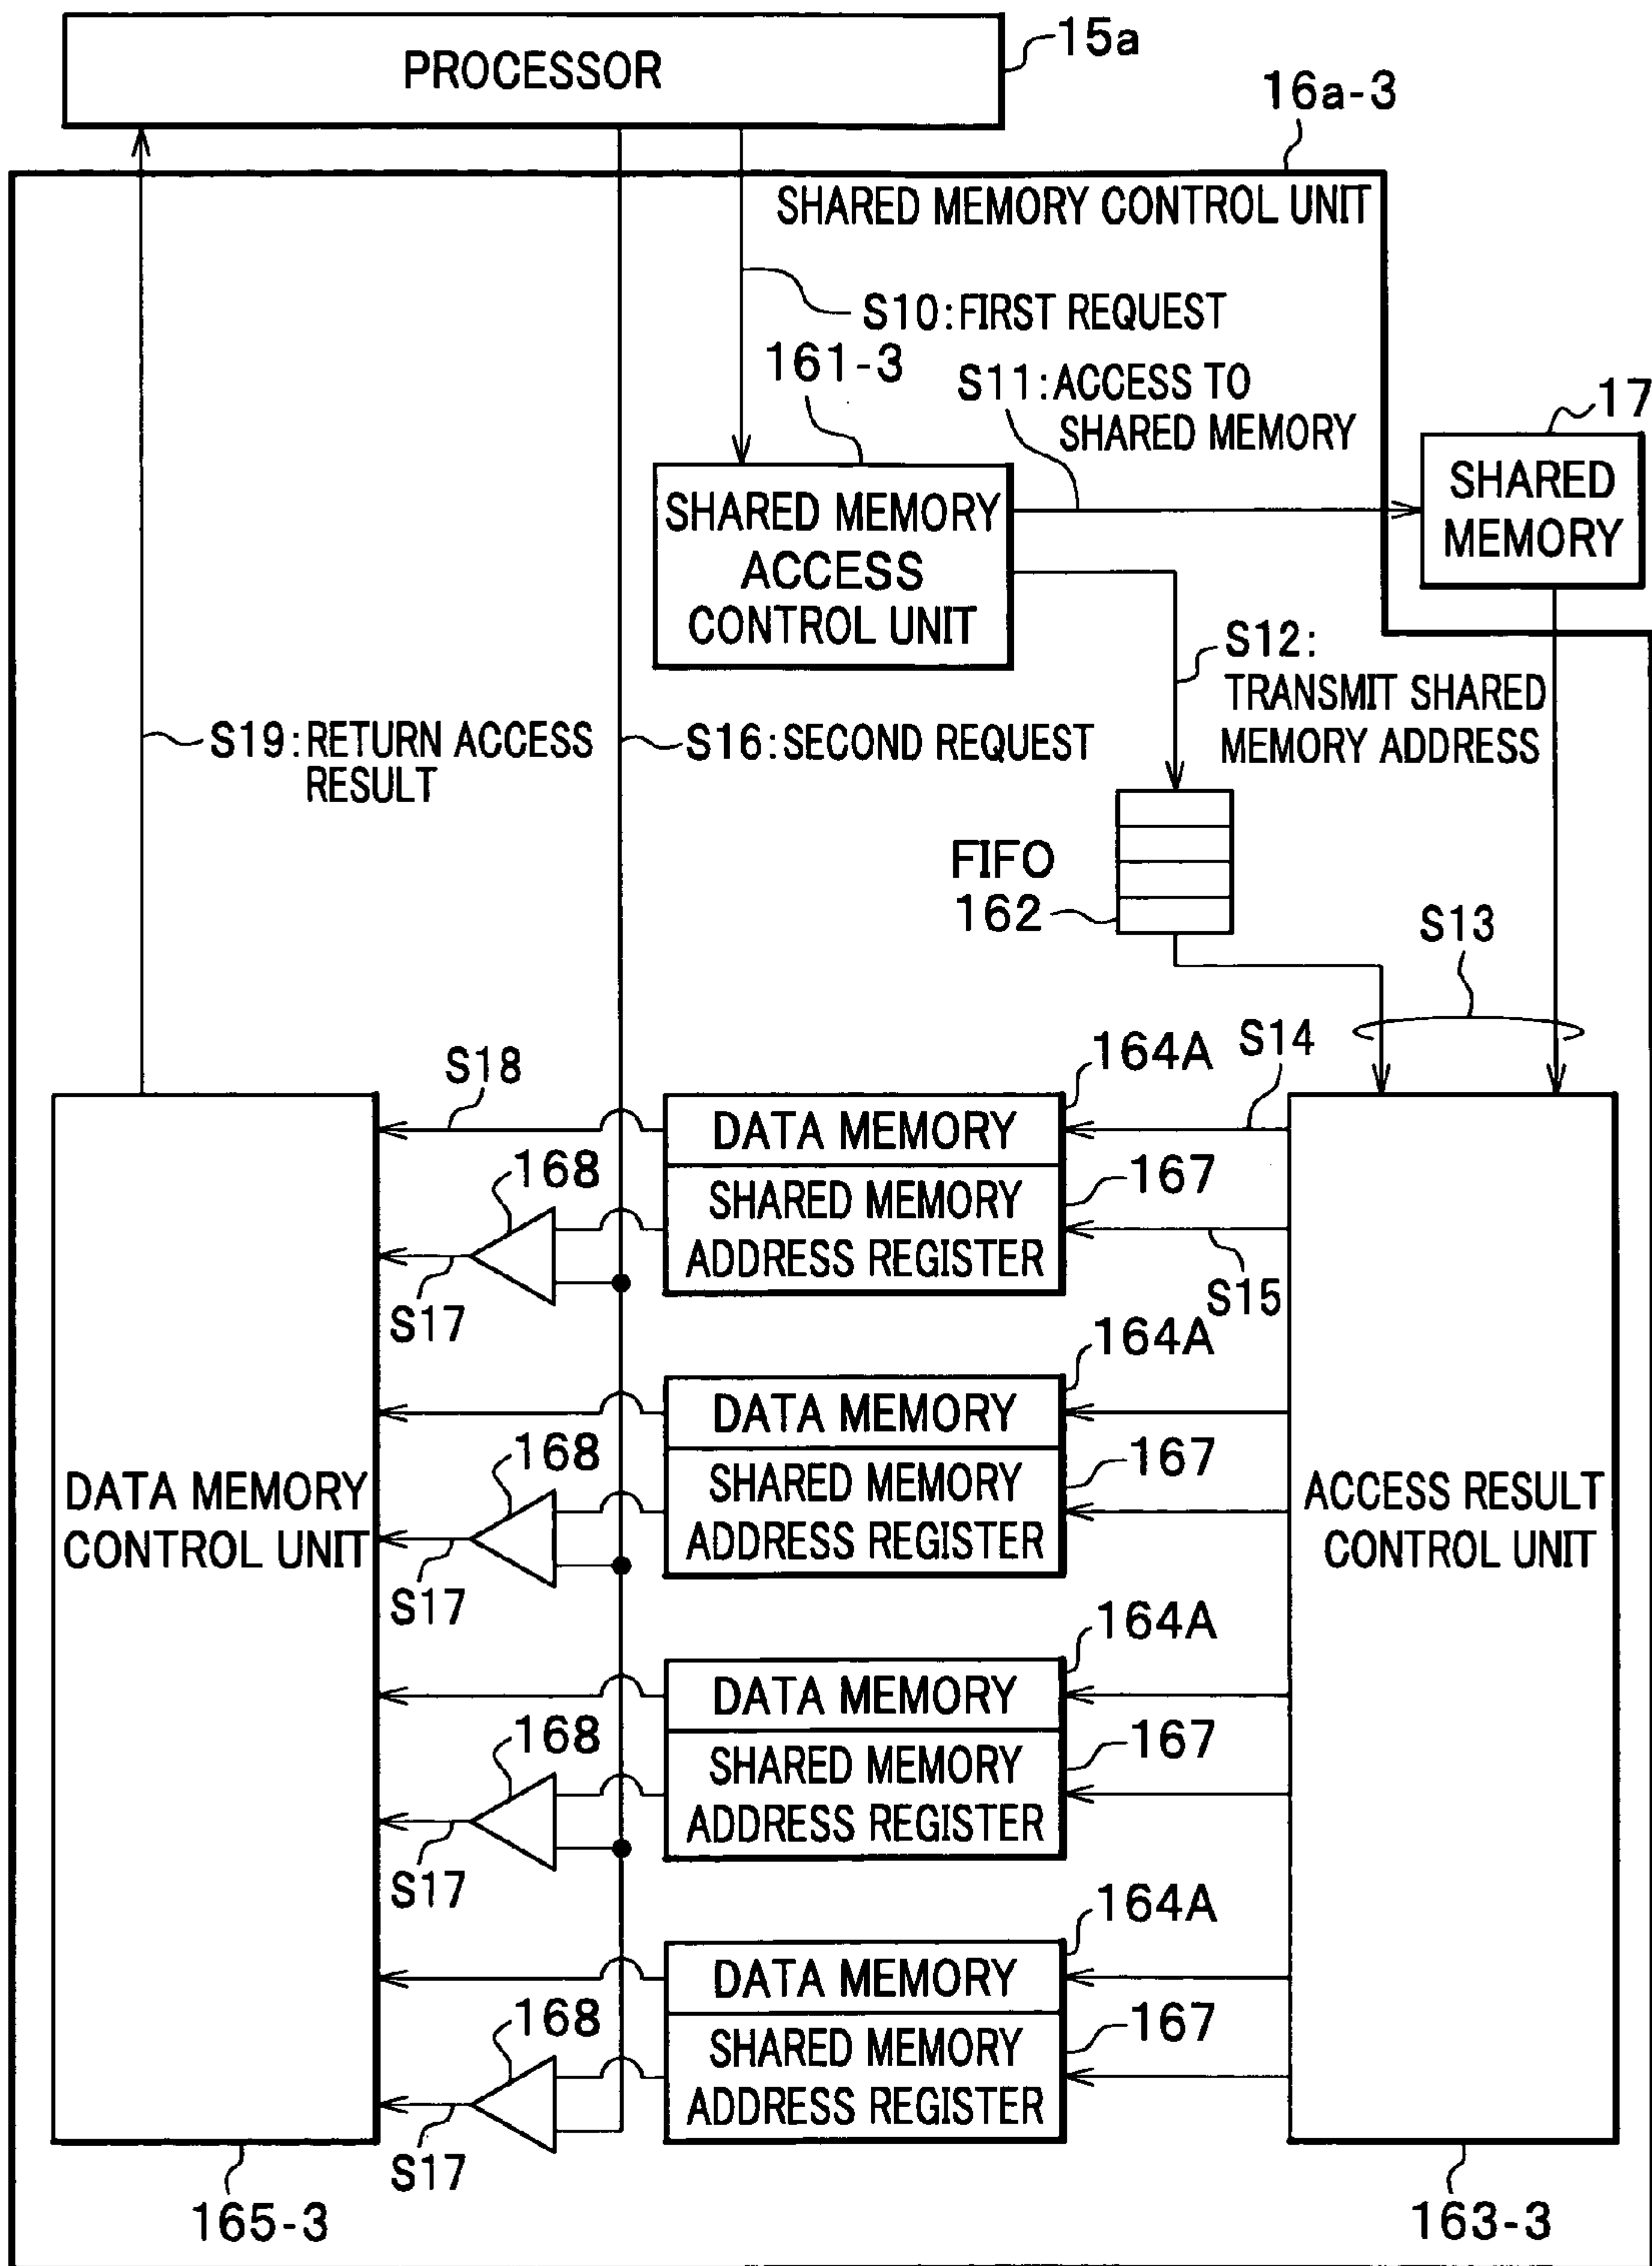 PROCESSOR
15a
16a-3
SHARED MEMORY CONTROL UNIT
S10:FIRST REQUEST
161-3
S11:ACCESS TO
SHARED MEMORY
17
SHARED
MEMORY
SHARED MEMORY
ACCESS
CONTROL UNIT
S12:
TRANSMIT SHARED
MEMORY ADDRESS
S19:RETURN ACCESS
RESULT
S16:SECOND REQUEST
FIFO
162
S13
S18
164A
S14
DATA MEMORY
168
167
SHARED MEMORY
ADDRESS REGISTER
S17
S15
164A
DATA MEMORY
168
167
SHARED MEMORY
ADDRESS REGISTER
S17
DATA MEMORY
CONTROL UNIT
ACCESS RESULT
CONTROL UNIT
164A
DATA MEMORY
168
167
SHARED MEMORY
ADDRESS REGISTER
S17
164A
DATA MEMORY
168
167
SHARED MEMORY
ADDRESS REGISTER
S17
165-3
163-3